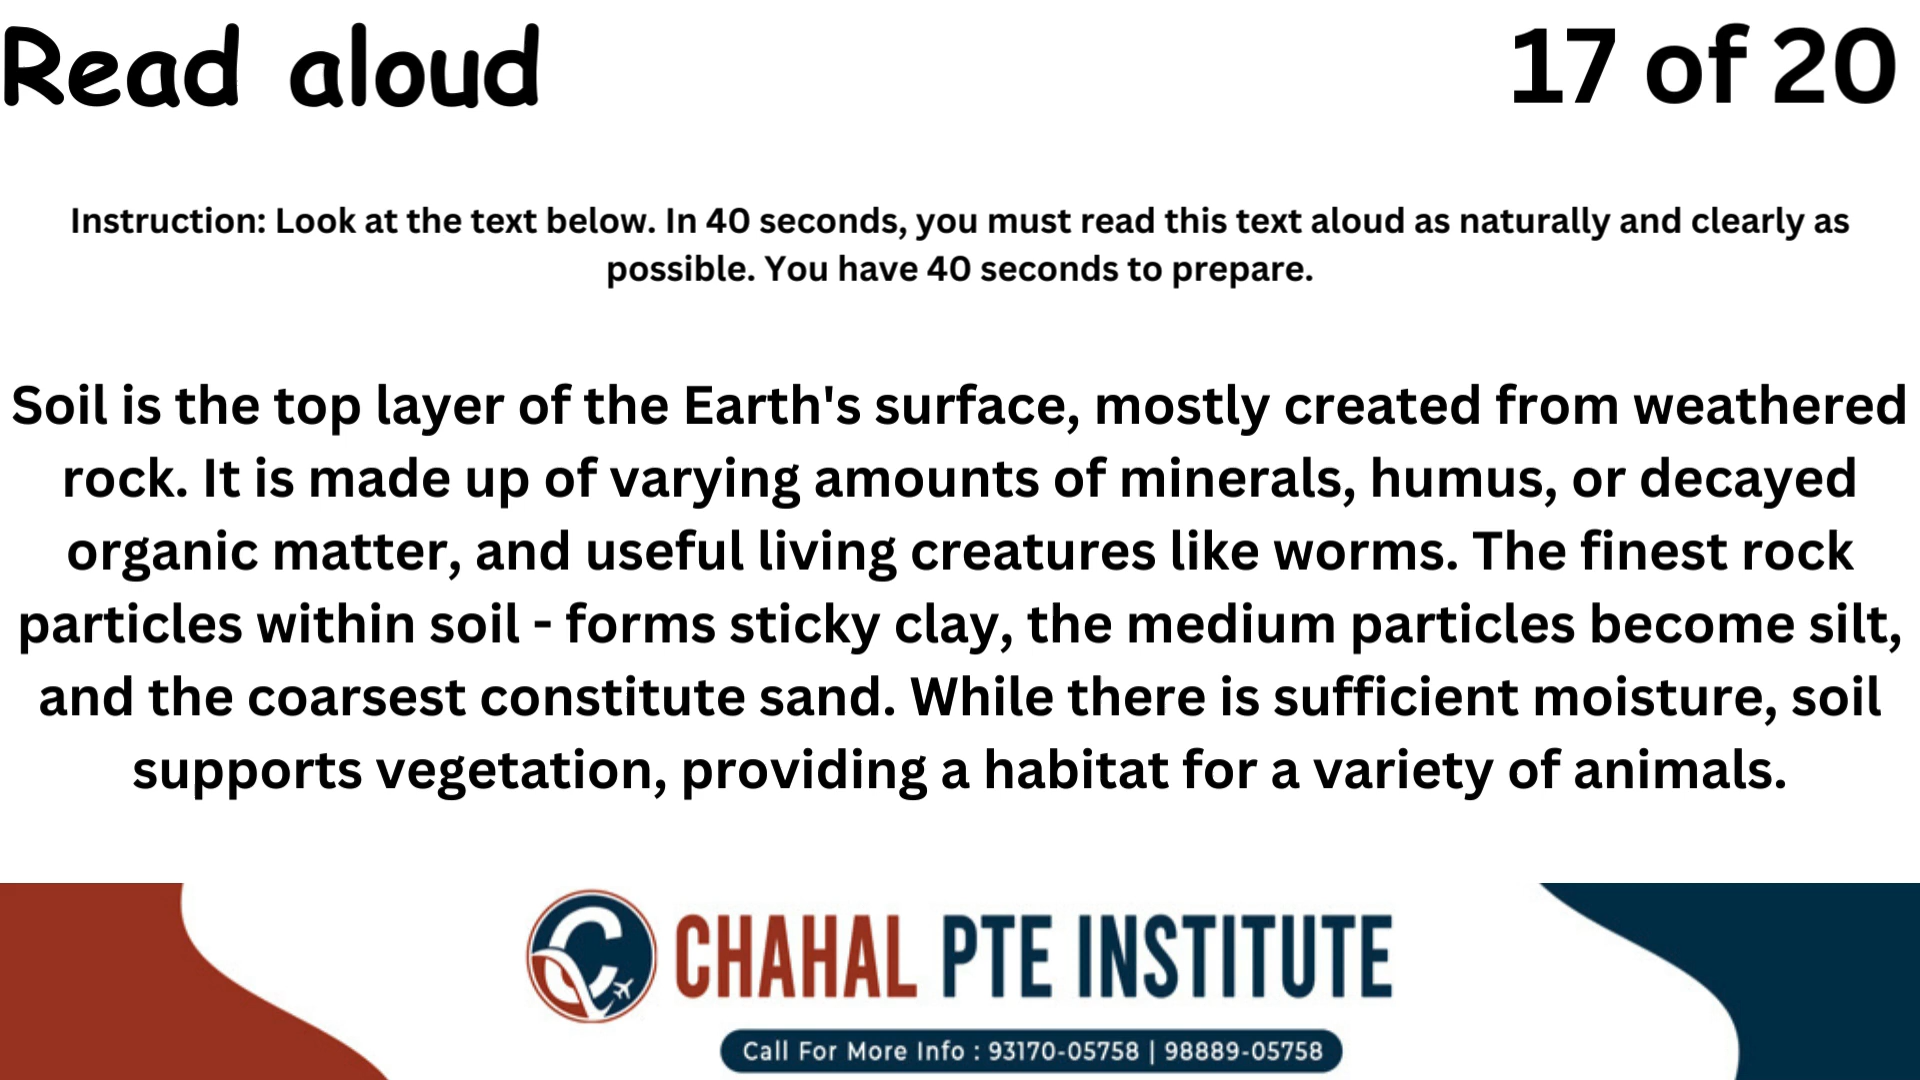 Read aloud
17 of 20
Instruction: Look at the text below. In 40 seconds, you must read this text aloud as naturally and clearly as
possible. You have 40 seconds to prepare.
Soil is the top layer of the Earth's surface, mostly created from weathered
rock. It is made up of varying amounts of minerals, humus, or decayed
organic matter, and useful living creatures like worms. The finest rock
particles within soil - forms sticky clay, the medium particles become silt,
and the coarsest constitute sand. While there is sufficient moisture, soil
supports vegetation, providing a habitat for a variety of animals.
CHAHAL PTE INSTITUTE
Call For More Info : 93170-05758 | 98889-05758